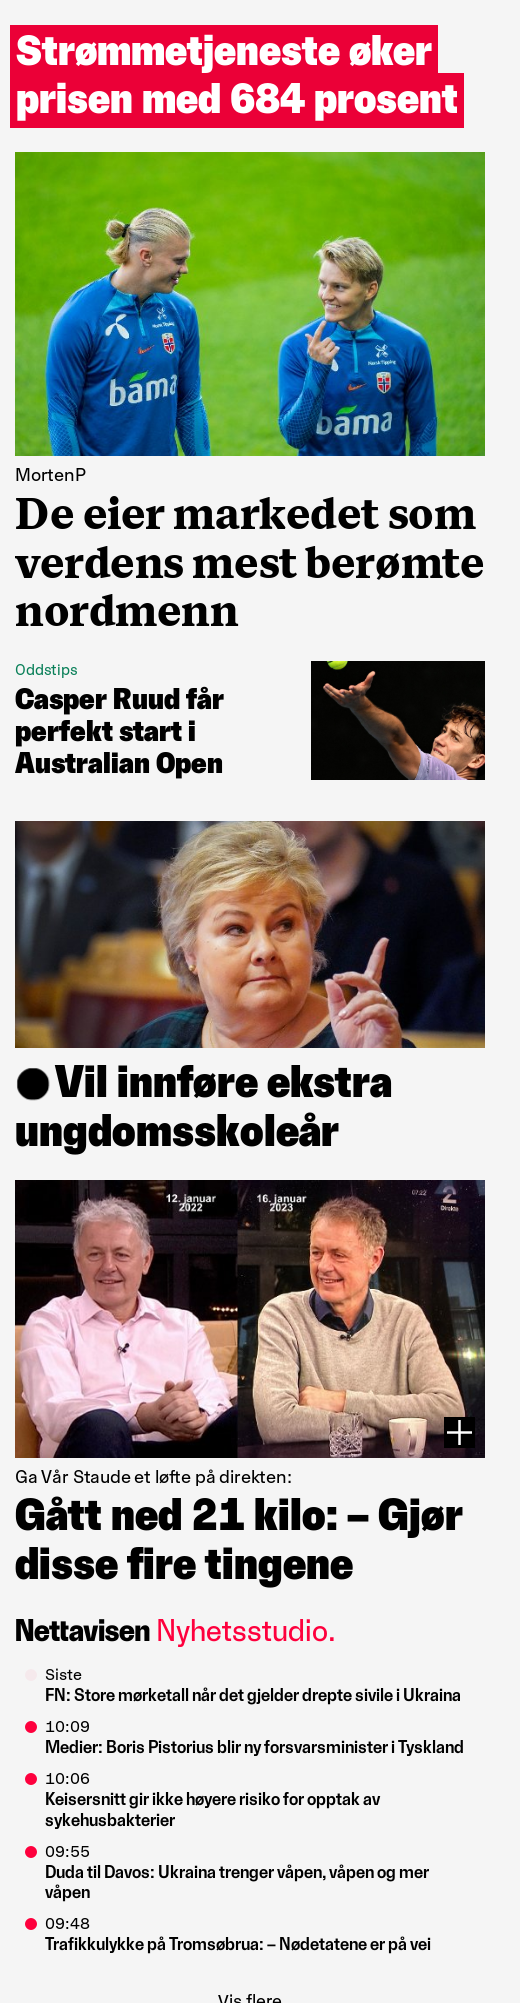 Strømmetjeneste øker
prisen med 684 prosent
Norsk Tipping
Norsk Tipping
bama
bama
MortenP
De eier markedet som
verdens mest berømte
nordmenn
Oddstips
Casper Ruud får
perfekt start i
Australian Open
Vil innføre ekstra
ungdomsskoleår
12. januar
2022
16. januar
2023
07:22
2
Direkte
Ga Vår Staude et løfte på direkten:
Gått ned 21 kilo: – Gjør
disse fire tingene
Nettavisen Nyhetsstudio.
Siste
FN: Store mørketall når det gjelder drepte sivile i Ukraina
10:09
Medier: Boris Pistorius blir ny forsvarsminister i Tyskland
10:06
Keisersnitt gir ikke høyere risiko for opptak av
sykehusbakterier
09:55
Duda til Davos: Ukraina trenger våpen, våpen og mer
våpen
09:48
Trafikkulykke på Tromsøbrua: – Nødetatene er på vei
Vis flere